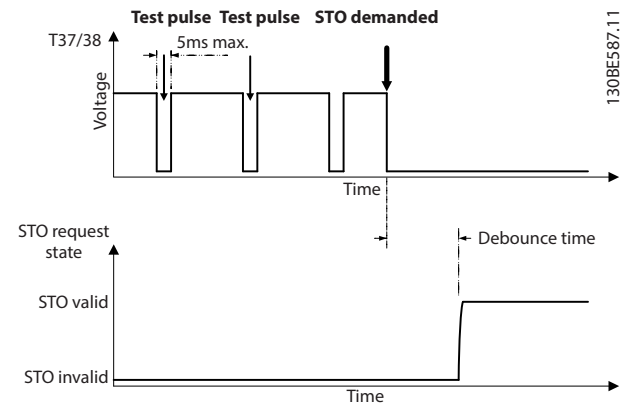 Test pulse Test pulse STO demanded
T37/38
5ms max.
Voltage
Time
130BE587.11
STO request
state
Debounce time
STO valid
STO invalid
Time